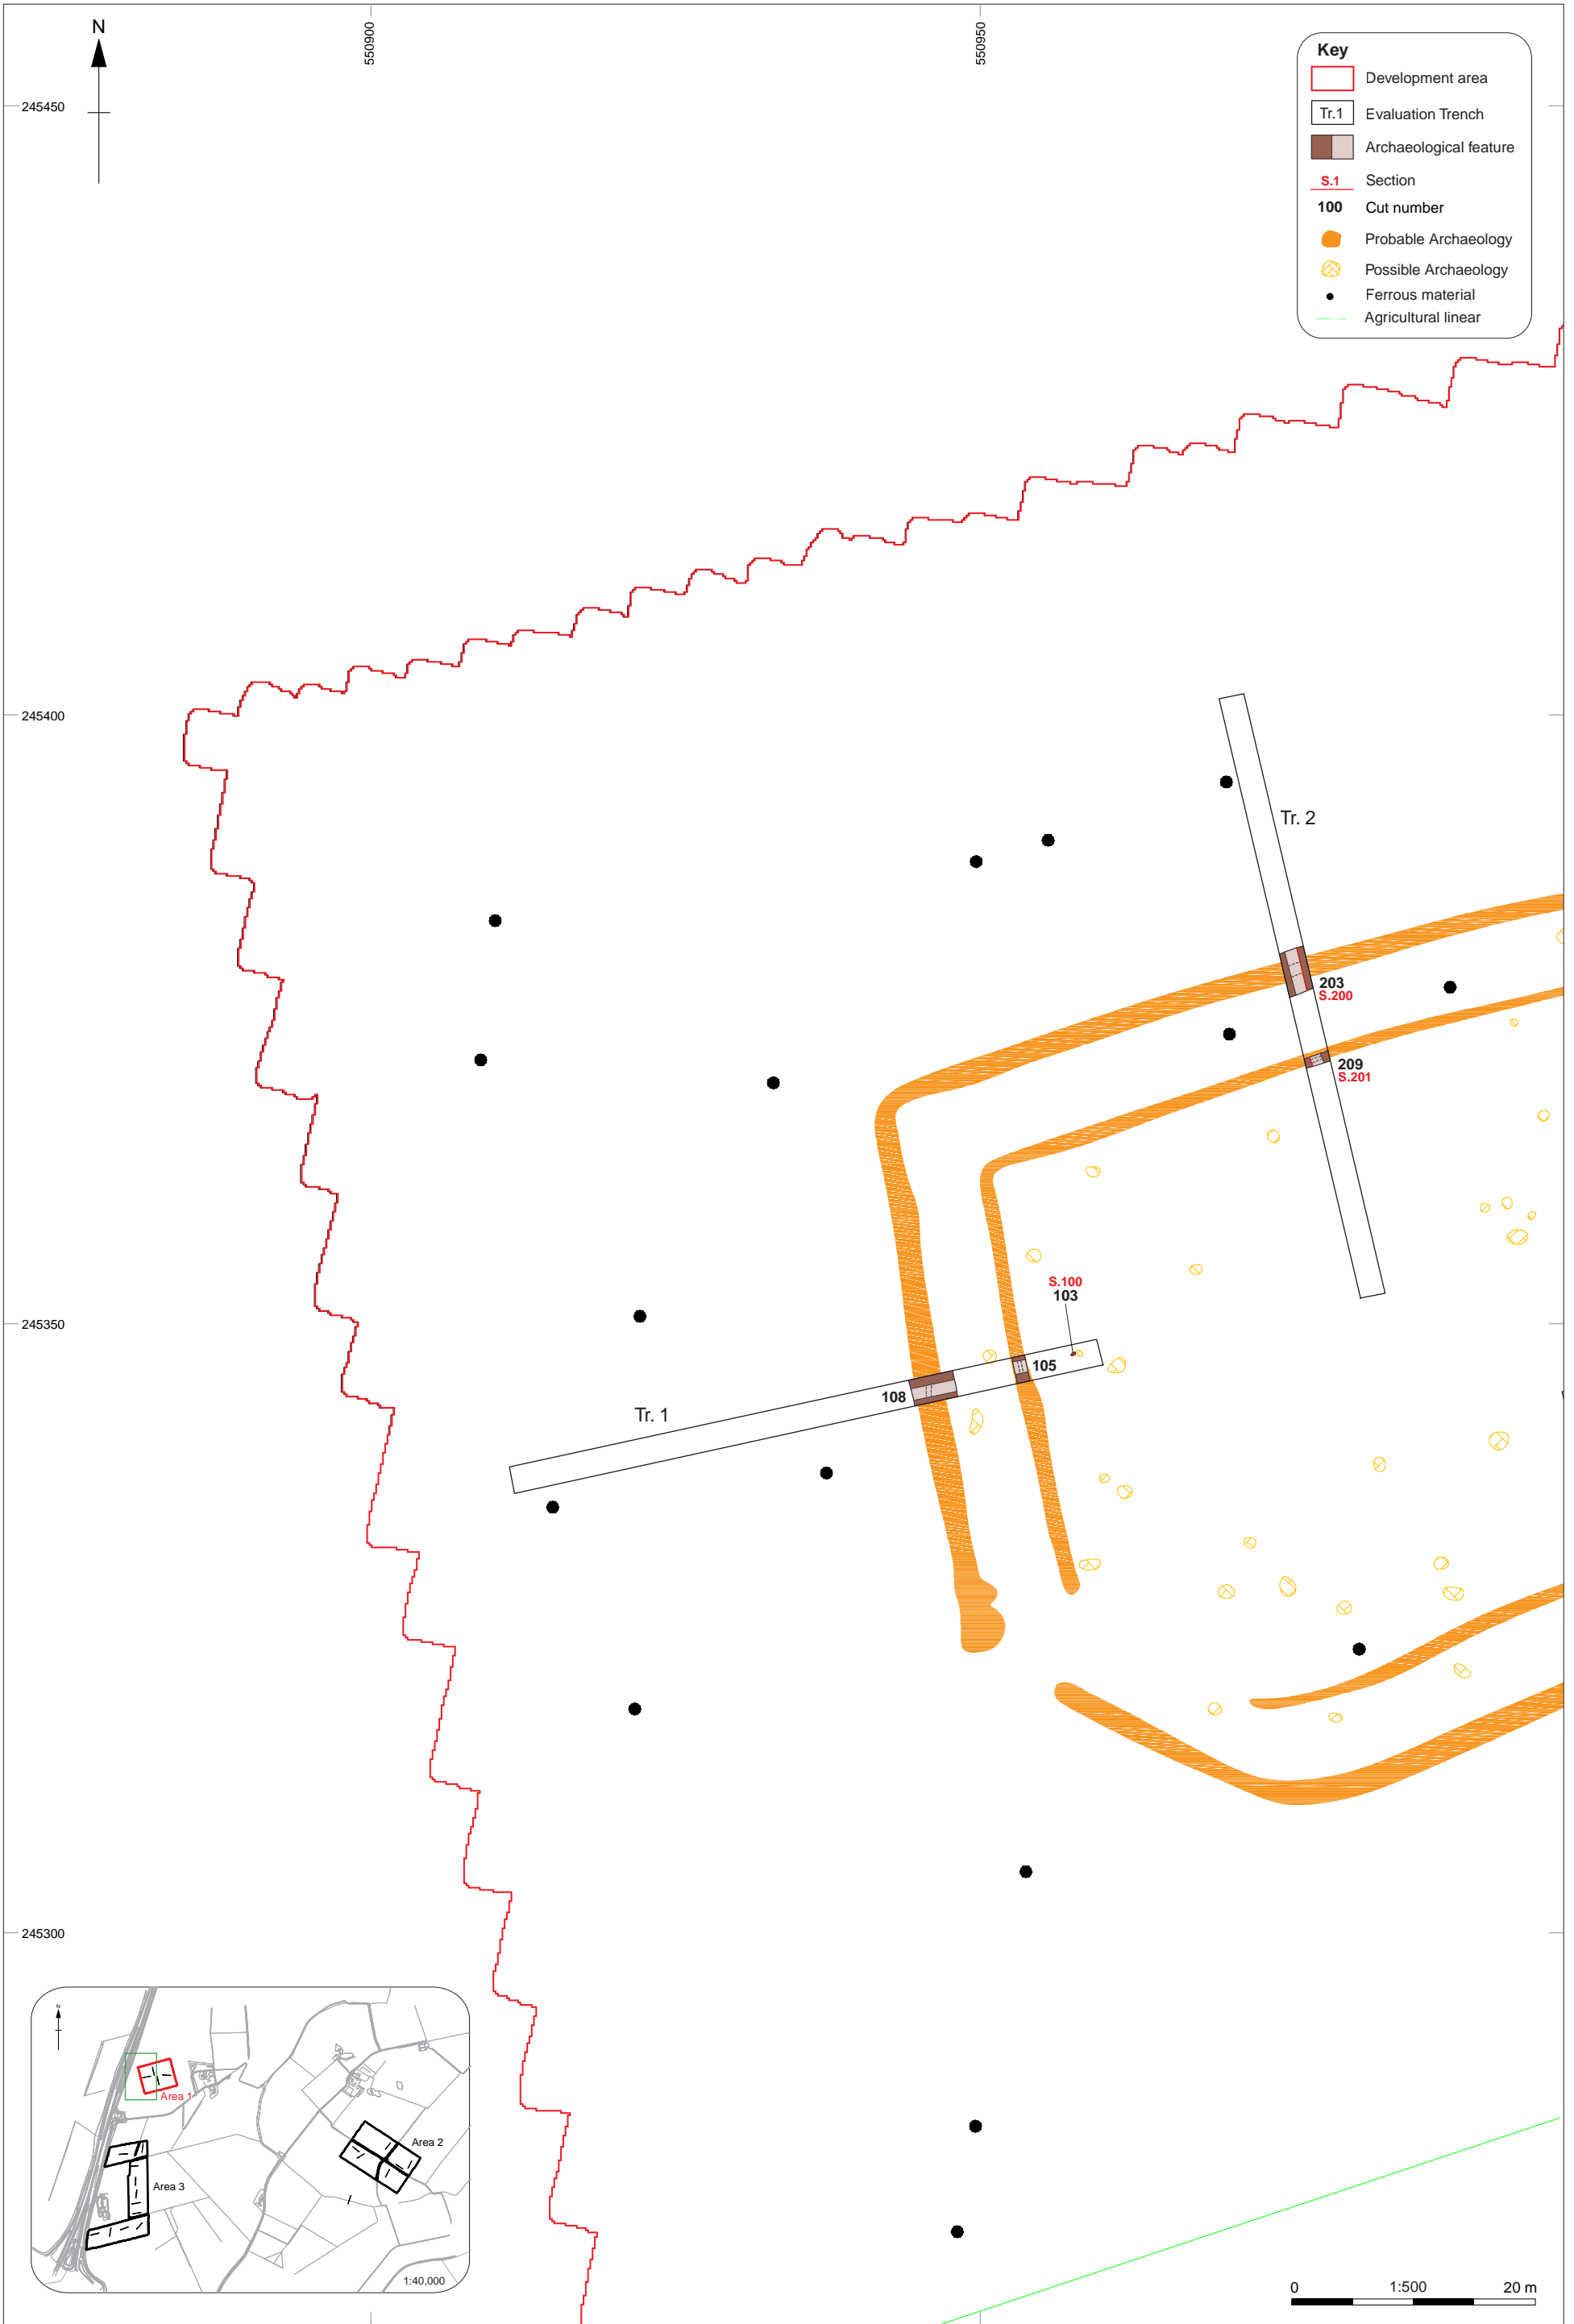 N
550900
550950
Key
Development area
Tr.1 Evaluation Trench
Archaeological feature
S.1 Section
100 Cut number
Probable Archaeology
Possible Archaeology
Ferrous material
Agricultural linear
245450
245400
Tr. 2
203
S.200
209
S.201
S.100
103
245350
105
108
Tr. 1
245300
N
Area 1
Area 2
Area 3
1:40,000
0 1:500 20 m